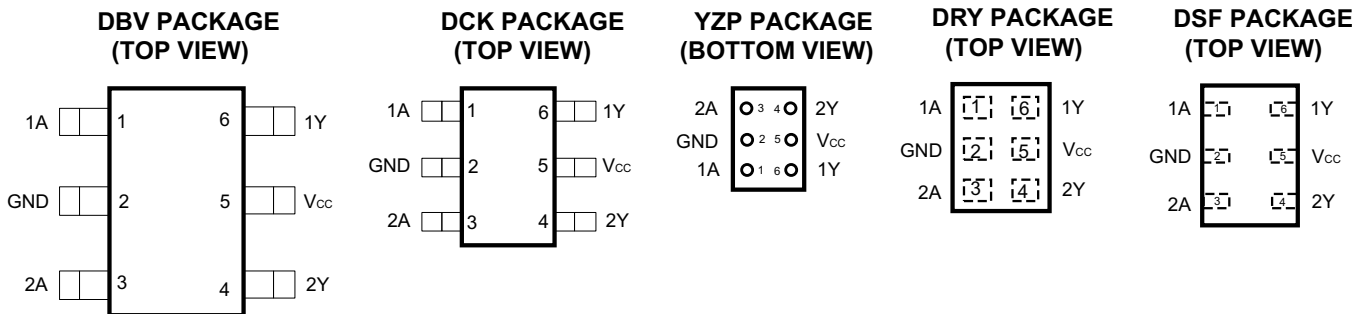 DBV PACKAGE
(TOP VIEW)
1A 1 6 1Y
GND 2 5 Vcc
2A 3 4 2Y
DCK PACKAGE
(TOP VIEW)
1A 1 6 1Y
GND 2 5 Vcc
2A 3 4 2Y
YZP PACKAGE
(BOTTOM VIEW)
2A 3 4 2Y
GND 2 5 Vcc
1A 1 6 1Y
DRY PACKAGE
(TOP VIEW)
1A 1 6 1Y
GND 2 5 Vcc
2A 3 4 2Y
DSF PACKAGE
(TOP VIEW)
1A 1 6 1Y
GND 2 5 Vcc
2A 3 4 2Y